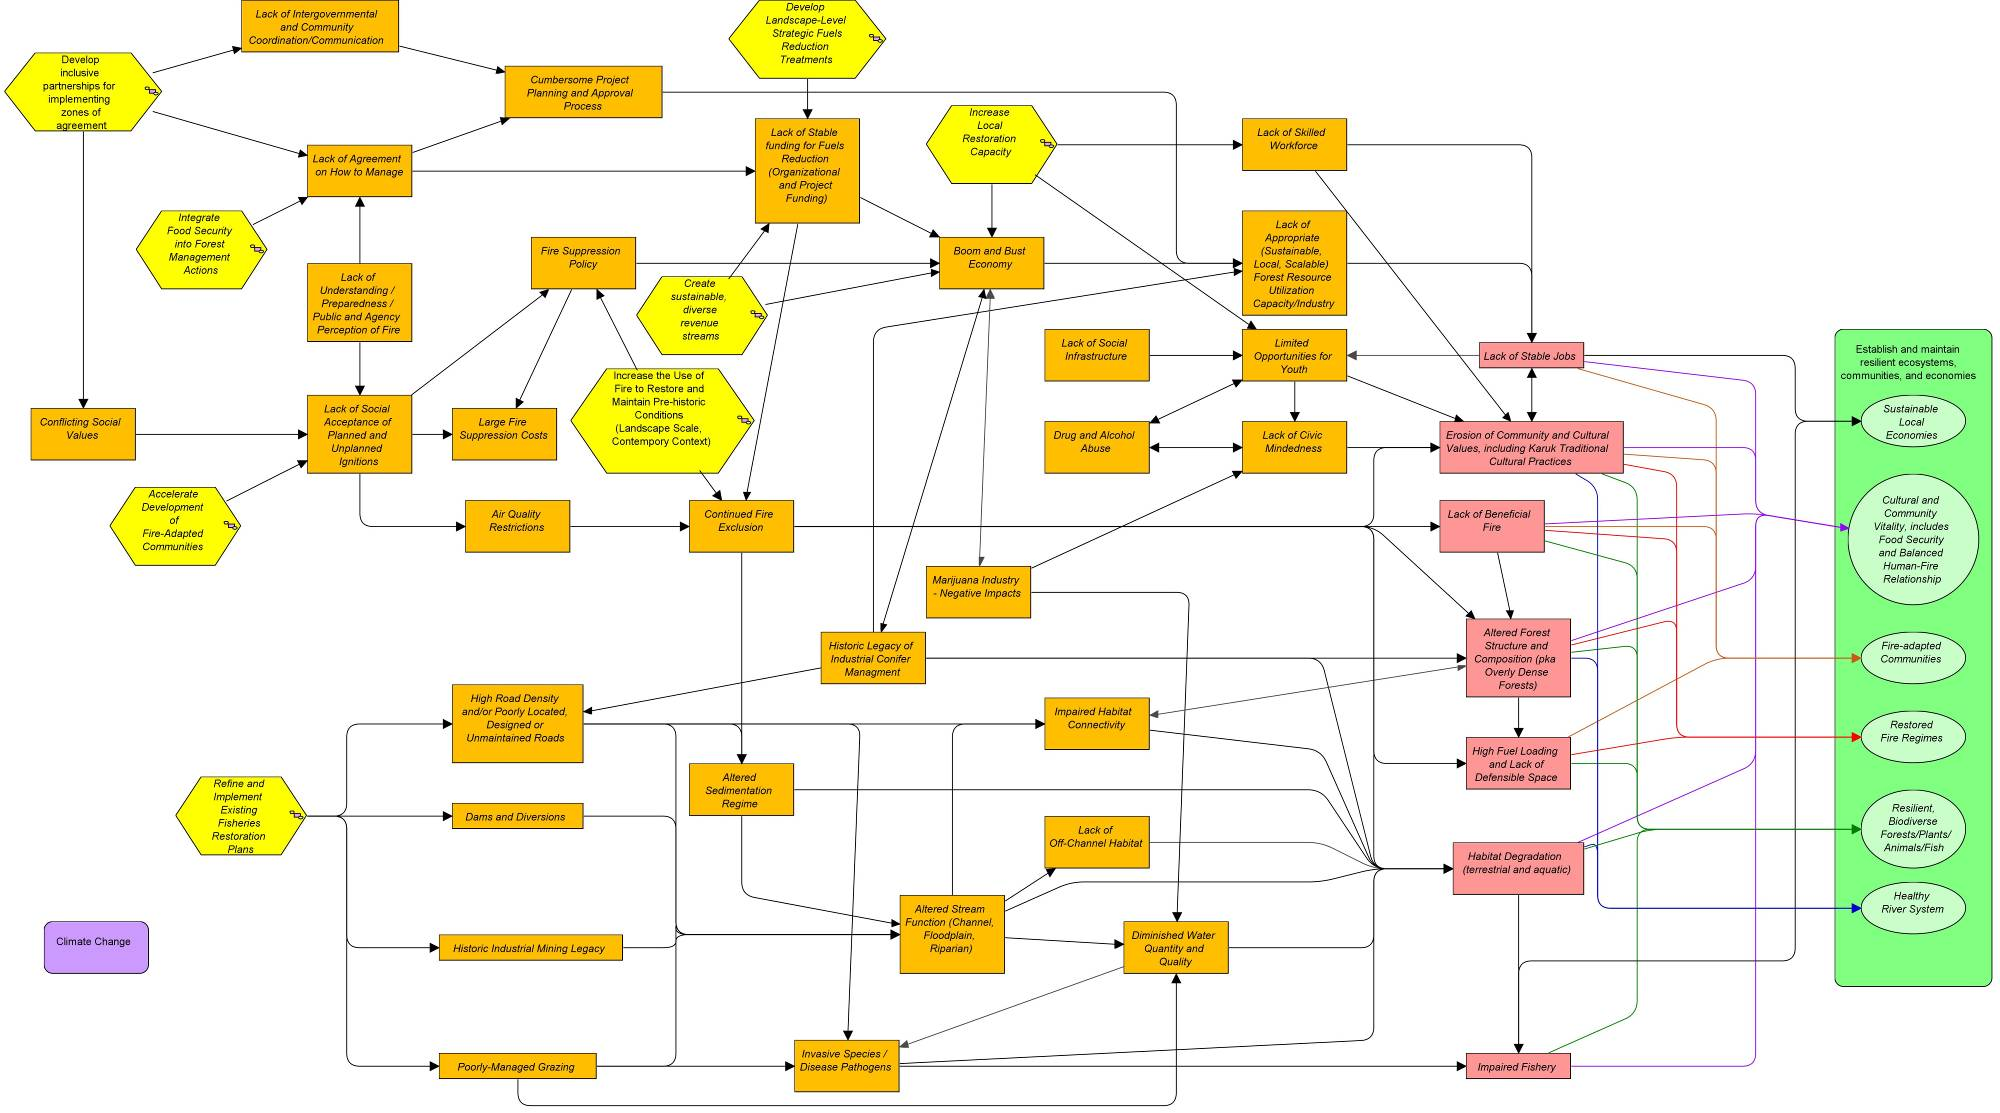 Lack of Intergovernmental
and Community
Coordination/Communication
Develop
Landscape-Level
Strategic Fuels
Reduction
Treatments
Develop
inclusive
partnerships for
implementing
zones of
agreement
Cumbersome Project
Planning and Approval
Process
Increase
Local
Restoration
Capacity
Lack of Stable
funding for Fuels
Reduction
(Organizational
and Project
Funding)
Lack of Skilled
Workforce
Lack of Agreement
on How to Manage
Integrate
Food Security
into Forest
Management
Actions
Fire Suppression
Policy
Boom and Bust
Economy
Lack of
Appropriate
(Sustainable,
Local, Scalable)
Forest Resource
Utilization
Capacity/Industry
Lack of
Understanding /
Preparedness /
Public and Agency
Perception of Fire
Create
sustainable,
diverse
revenue
streams
Lack of Social
Infrastructure
Limited
Opportunities for
Youth
Lack of Stable Jobs
Establish and maintain
resilient ecosystems,
communities, and economies
Increase the Use of
Fire to Restore and
Maintain Pre-historic
Conditions
(Landscape Scale,
Contempory Context)
Conflicting Social
Values
Lack of Social
Acceptance of
Planned and
Unplanned
Ignitions
Large Fire
Suppression Costs
Drug and Alcohol
Abuse
Lack of Civic
Mindedness
Erosion of Community and Cultural
Values, including Karuk Traditional
Cultural Practices
Sustainable
Local
Economies
Accelerate
Development
of
Fire-Adapted
Communities
Air Quality
Restrictions
Continued Fire
Exclusion
Lack of Beneficial
Fire
Cultural and
Community
Vitality, includes
Food Security
and Balanced
Human-Fire
Relationship
Marijuana Industry
- Negative Impacts
Historic Legacy of
Industrial Conifer
Managment
Altered Forest
Structure and
Composition (pka
Overly Dense
Forests)
Fire-adapted
Communities
High Road Density
and/or Poorly Located,
Designed or
Unmaintained Roads
Impaired Habitat
Connectivity
High Fuel Loading
and Lack of
Defensible Space
Restored
Fire Regimes
Altered
Sedimentation
Regime
Refine and
Implement
Existing
Fisheries
Restoration
Plans
Dams and Diversions
Lack of
Off-Channel Habitat
Resilient,
Biodiverse
Forests/Plants/
Animals/Fish
Habitat Degradation
(terrestrial and aquatic)
Altered Stream
Function (Channel,
Floodplain,
Riparian)
Healthy
River System
Climate Change
Historic Industrial Mining Legacy
Diminished Water
Quantity and
Quality
Poorly-Managed Grazing
Invasive Species /
Disease Pathogens
Impaired Fishery